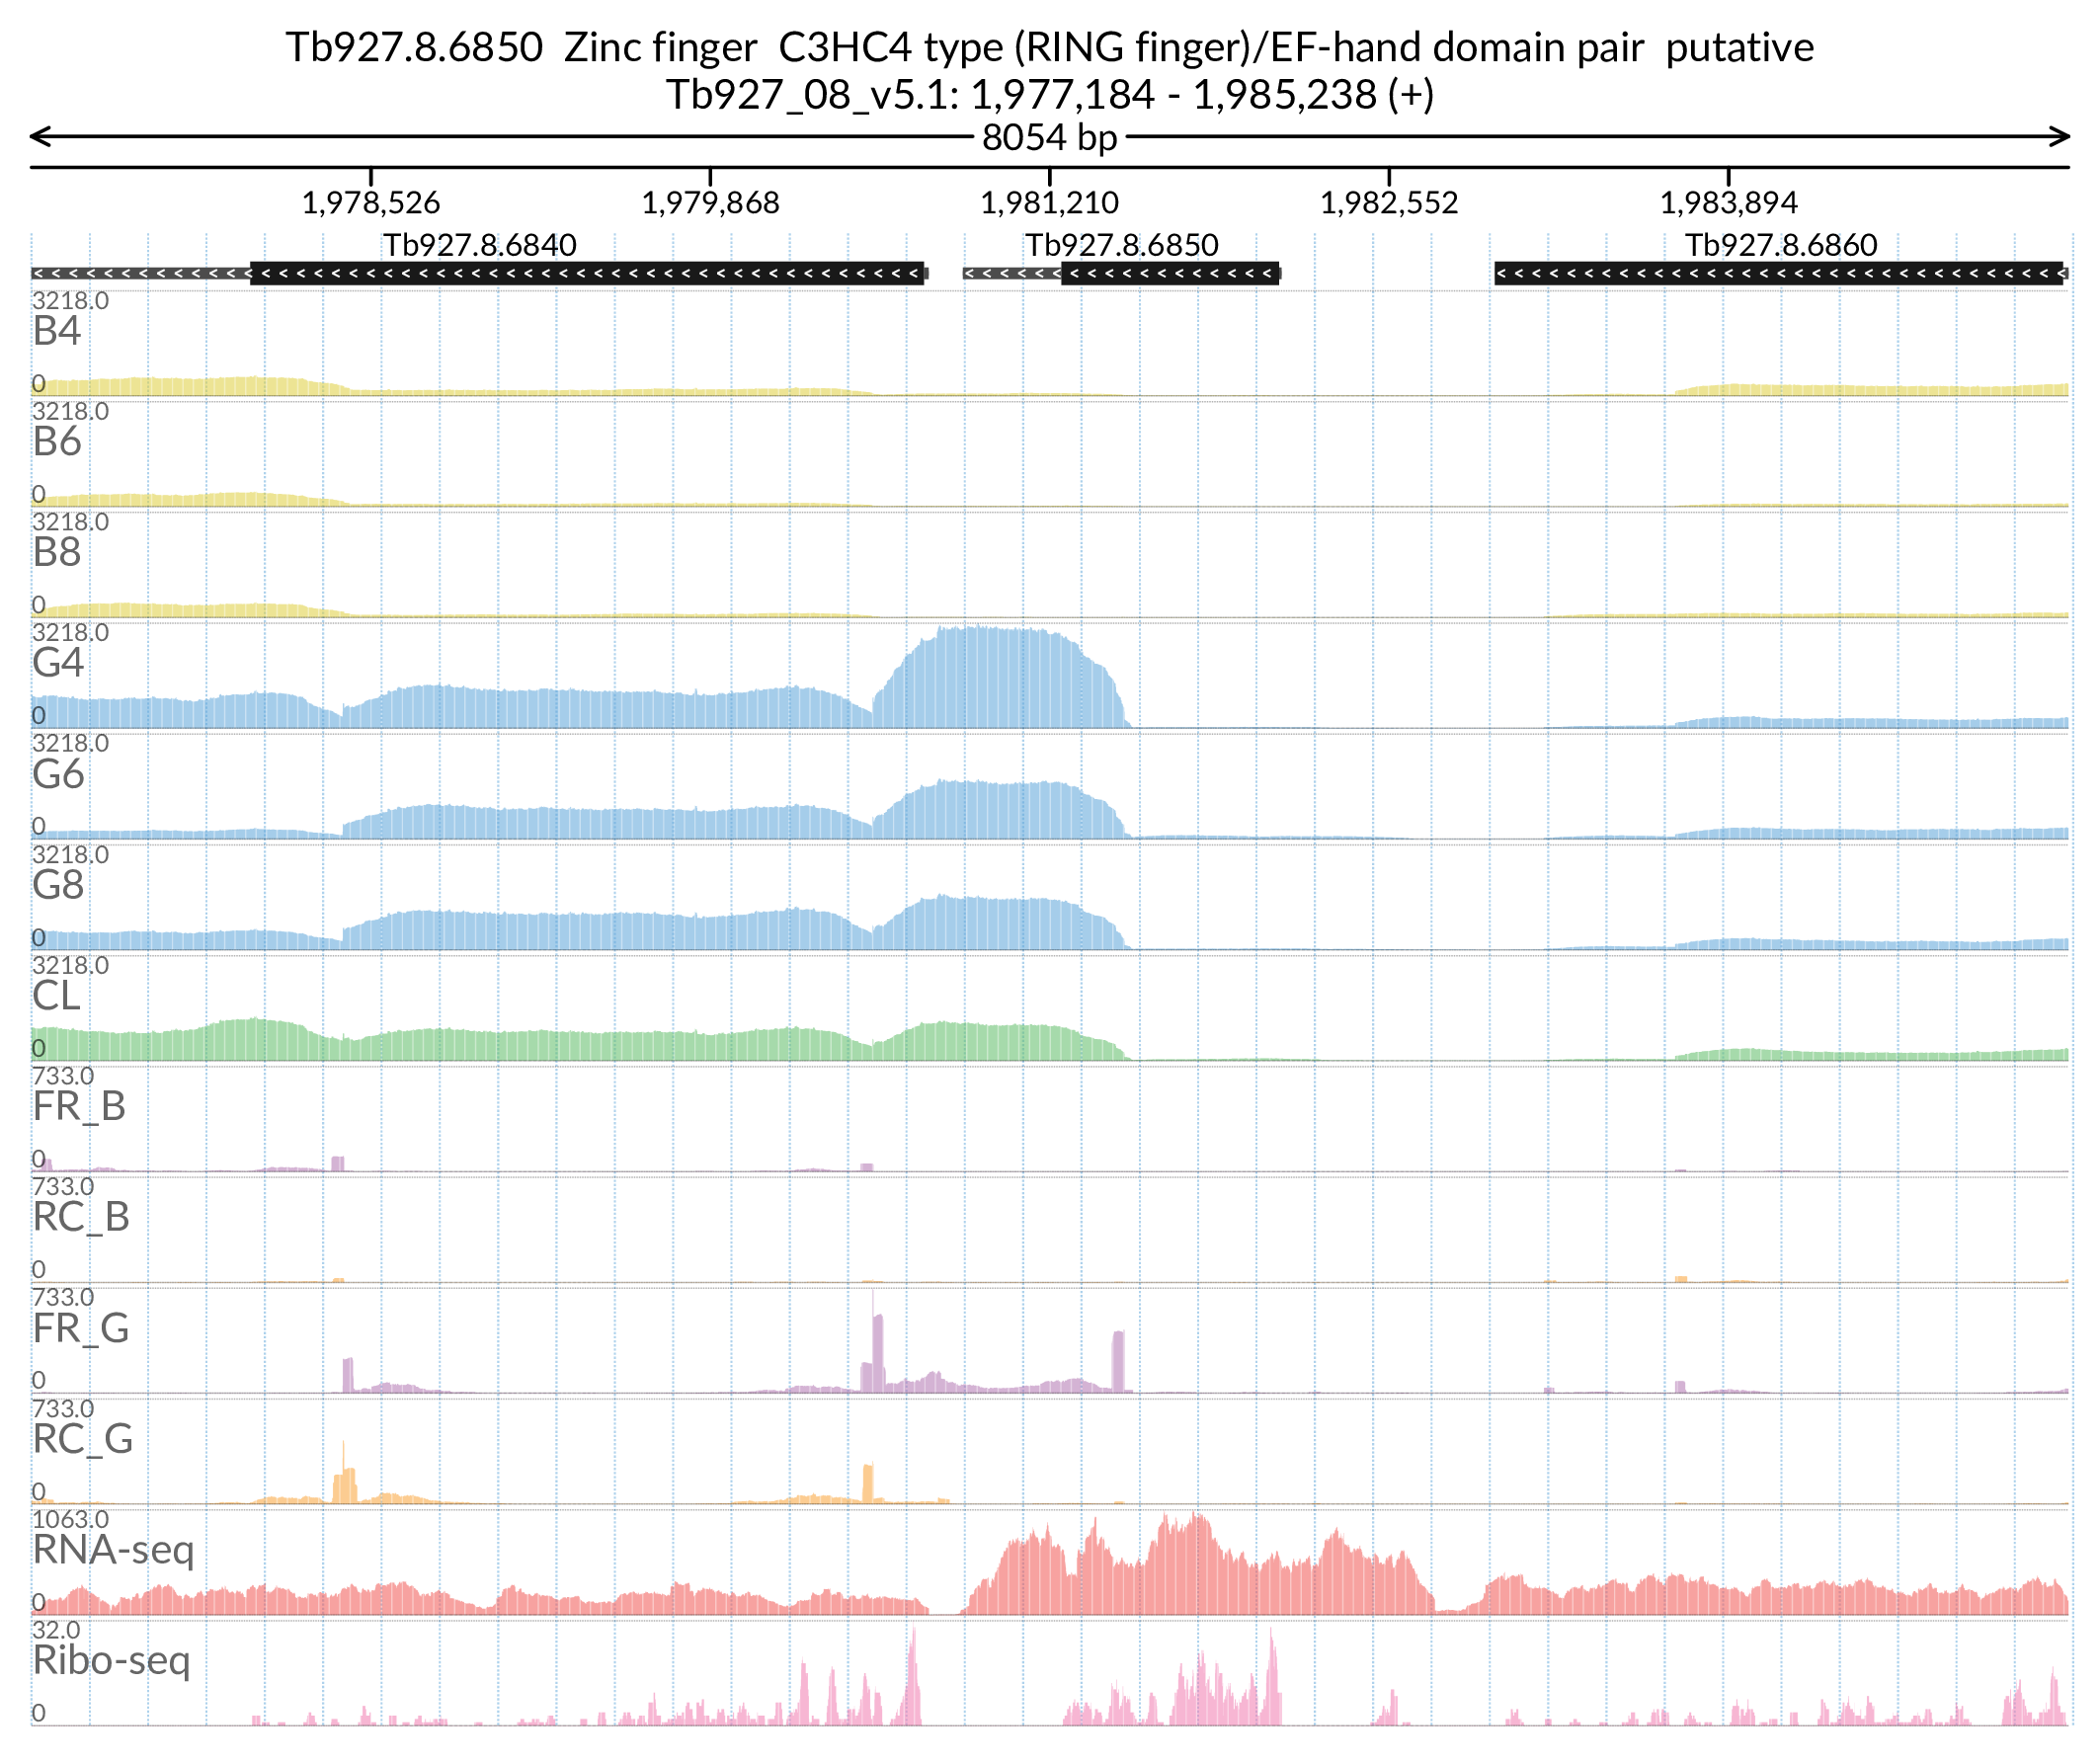 Tb927.8.6850  Zinc finger  C3HC4 type (RING finger)/EF-hand domain pair  putative
Tb927_08_v5.1: 1,977,184 - 1,985,238 (+)
8054 bp
1,978,526 1,979,868 1,981,210 1,982,552 1,983,894
Tb927.8.6840 Tb927.8.6850 Tb927.8.6860
3218.0
B4
0
3218.0
B6
0
3218.0
B8
0
3218.0
G4
0
3218.0
G6
0
3218.0
G8
0
3218.0
CL
0
733.0
FR_B
0
733.0
RC_B
0
733.0
FR_G
0
733.0
RC_G
0
1063.0
RNA-seq
0
32.0
Ribo-seq
0